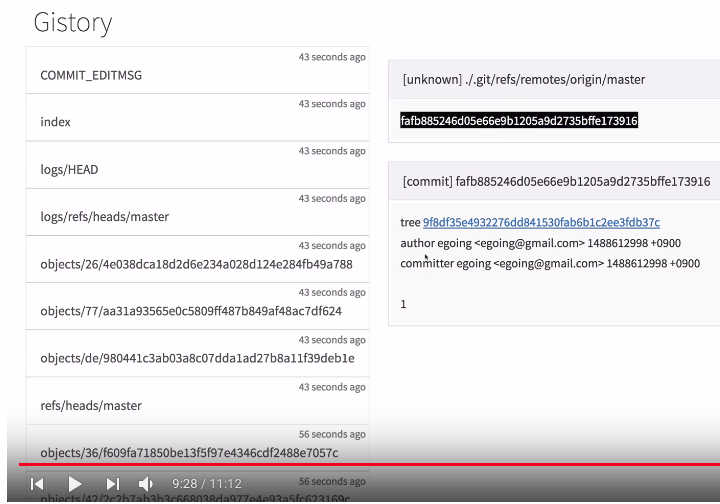 Gistory
43 seconds ago
COMMIT_EDITMSG
43 seconds ago
index
43 seconds ago
logs/HEAD
43 seconds ago
logs/refs/heads/master
43 seconds ago
objects/26/4e038dca18d2d6e234a028d124e284fb49a788
43 seconds ago
objects/77/aa31a93565e0c5809ff487b849af48ac7df624
43 seconds ago
objects/de/980441c3ab03a8c07dda1ad27b8a11f39deb1e
43 seconds ago
refs/heads/master
56 seconds ago
objects/36/f609fa71850be13f5f97e4346cdf2488e7057c
56 seconds ago
objects/42/2c2b7ab3b3c668038da977e4e93a5fc623169c
[unknown] ./.git/refs/remotes/origin/master
fafb885246d05e66e9b1205a9d2735bffe173916
[commit] fafb885246d05e66e9b1205a9d2735bffe173916
tree 9f8df35e4932276dd841530fab6b1c2ee3fdb37c
author egoing <egoing@gmail.com> 1488612998 +0900
committer egoing <egoing@gmail.com> 1488612998 +0900
1
9:28 / 11:12